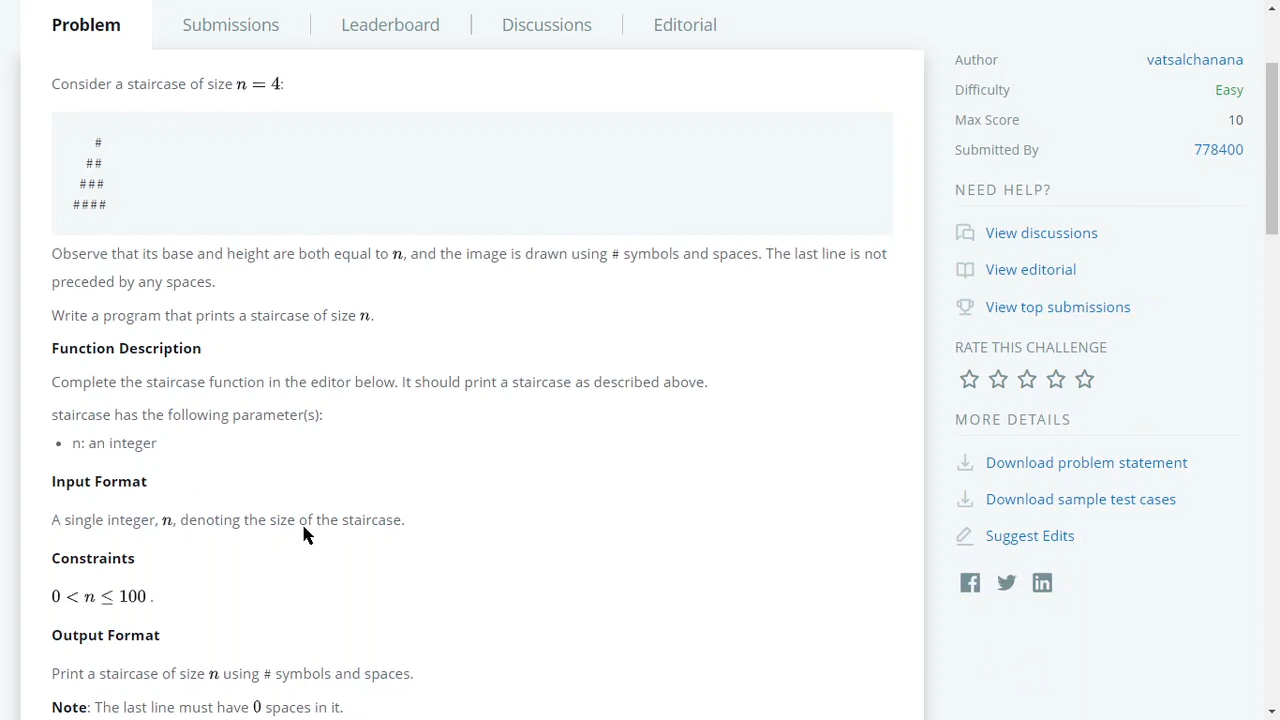 Problem
Submissions
Leaderboard
Discussions
Editorial
Consider a staircase of size n = 4:
#
##
###
####
Observe that its base and height are both equal to n, and the image is drawn using # symbols and spaces. The last line is not
preceded by any spaces.
Write a program that prints a staircase of size n.
Function Description
Complete the staircase function in the editor below. It should print a staircase as described above.
staircase has the following parameter(s):
• n: an integer
Input Format
A single integer, n, denoting the size of the staircase.
Constraints
0 < n ≤ 100 .
Output Format
Print a staircase of size n using # symbols and spaces.
Note: The last line must have 0 spaces in it.
Author vatsalchanana
Difficulty Easy
Max Score 10
Submitted By 778400
NEED HELP?
View discussions
View editorial
View top submissions
RATE THIS CHALLENGE
MORE DETAILS
Download problem statement
Download sample test cases
Suggest Edits